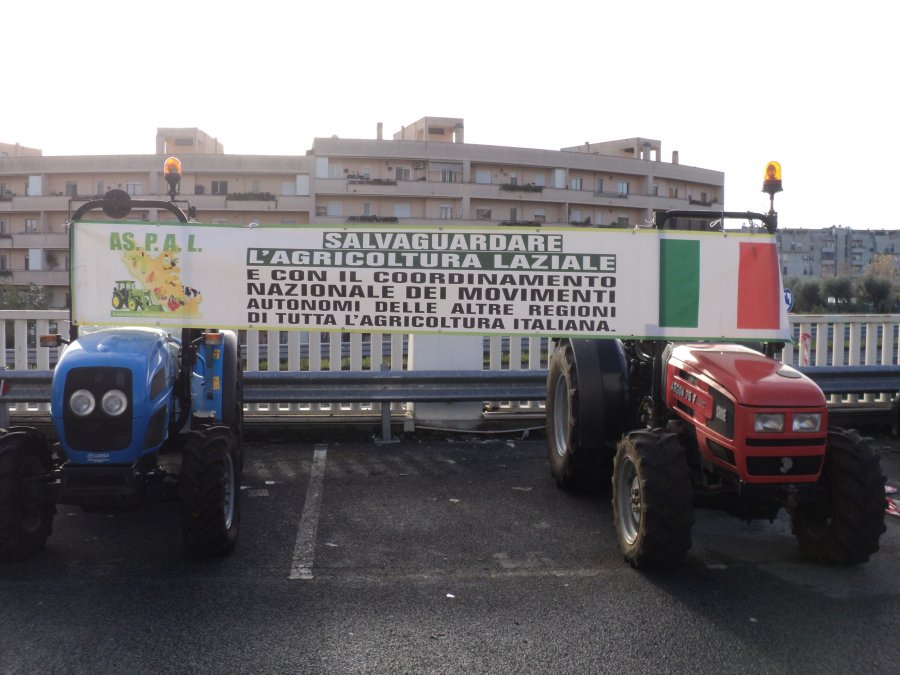 AS.P.A.L.
SALVAGUARDARE
L'AGRICOLTURA LAZIALE
E CON IL COORDINAMENTO
NAZIONALE DEI MOVIMENTI
AUTONOMI DELLE ALTRE REGIONI
DI TUTTA L'AGRICOLTURA ITALIANA.